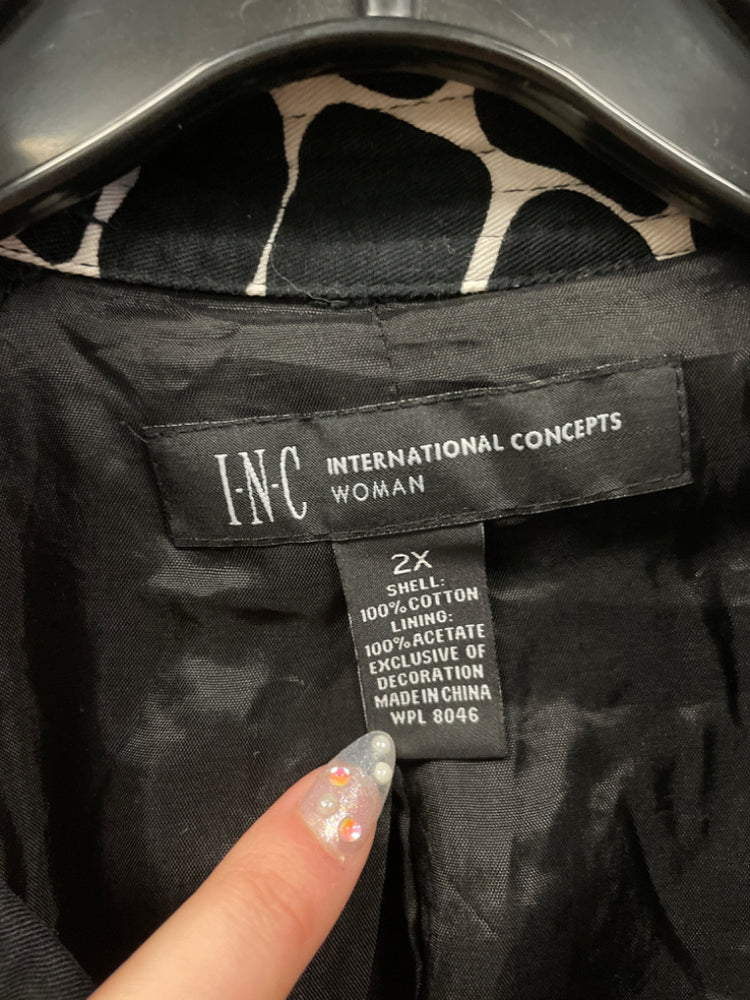 I·N·C INTERNATIONAL CONCEPTS
WOMAN
2X
SHELL:
100% COTTON
LINING:
100% ACETATE
EXCLUSIVE OF
DECORATION
MADE IN CHINA
WPL 8046